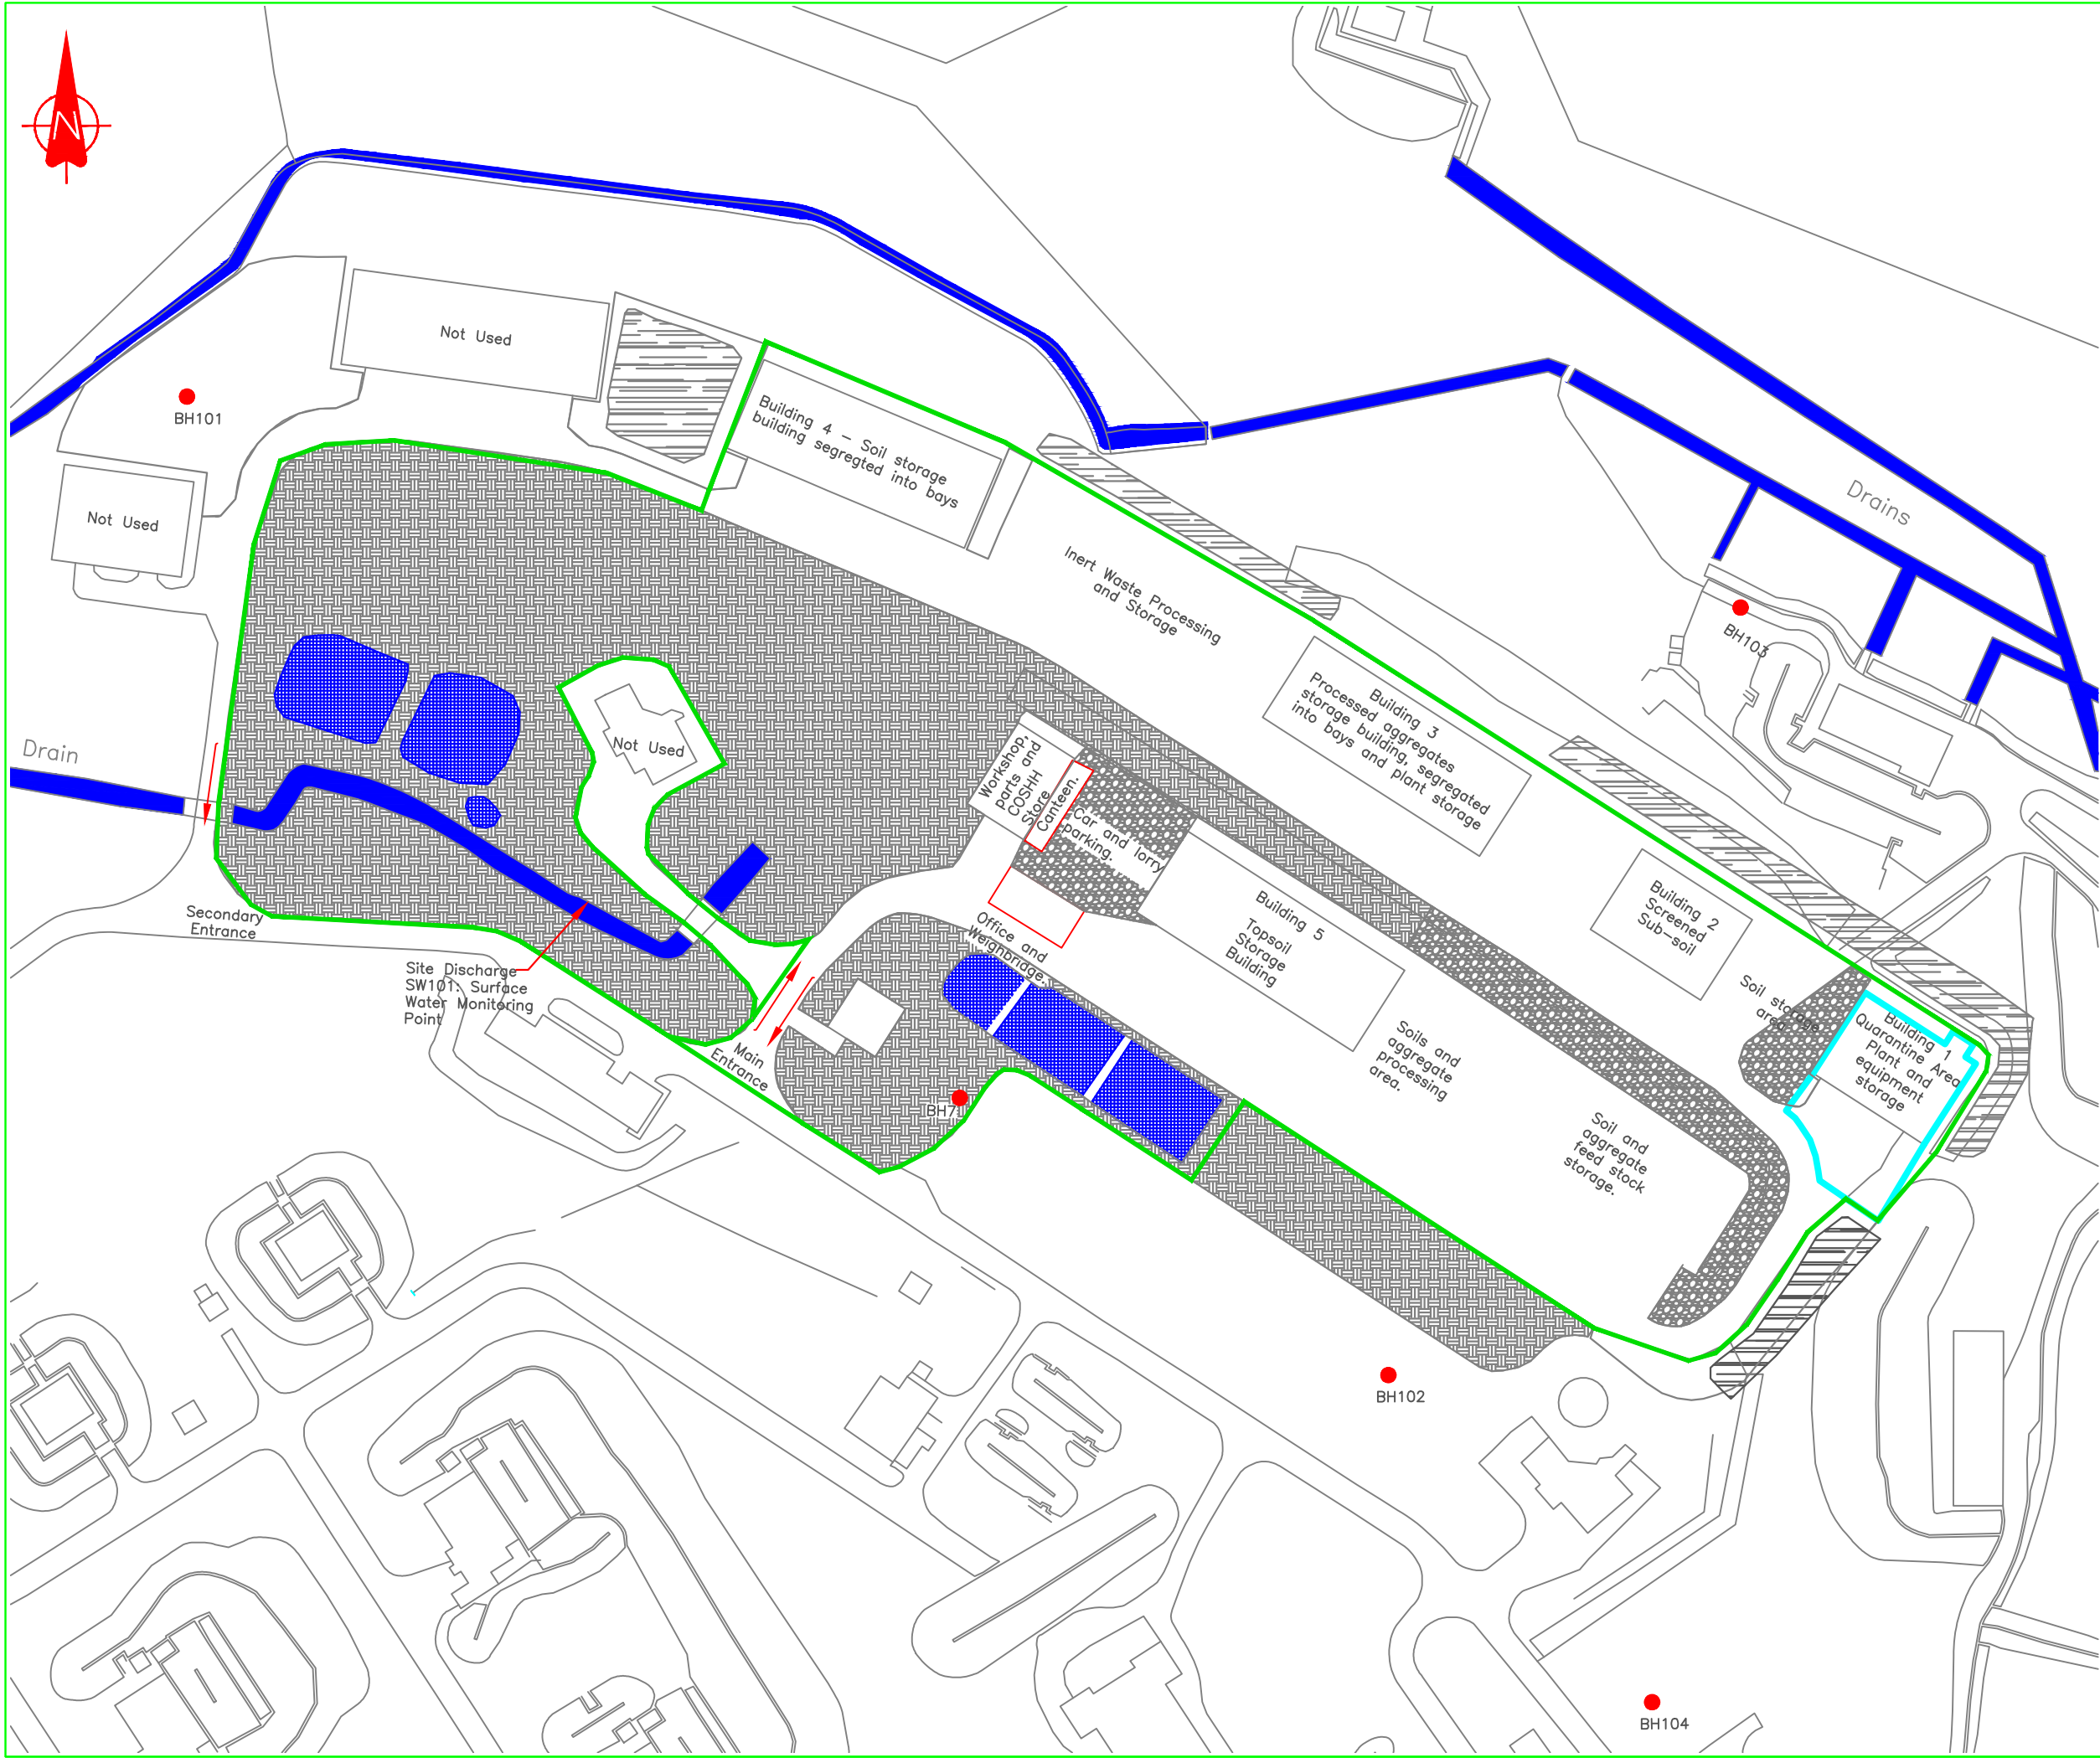 N
Not Used
BH101
Building 4 - Soil storage
building segregted into bays
Not Used
Drains
Inert Waste Processing
and Storage
BH103
Building 3
Processed aggregates
storage building, segregated
into bays and plant storage
Not Used
Drain
Workshop,
parts and
COSHH
Store
Canteen.
Car and lorry
parking.
Building 5
Topsoil
Storage
Building
Building 2
Screened
Sub-soil
Secondary
Entrance
Office and
Weighbridge.
Site Discharge
SW101: Surface
Water Monitoring
Point
Soil storage
area
Building 1
Quarantine Area
Plant and
equipment
storage
Main
Entrance
Soils and
aggregate
processing
area.
BH7
Soil and
aggregate
feed stock
storage.
BH102
BH104